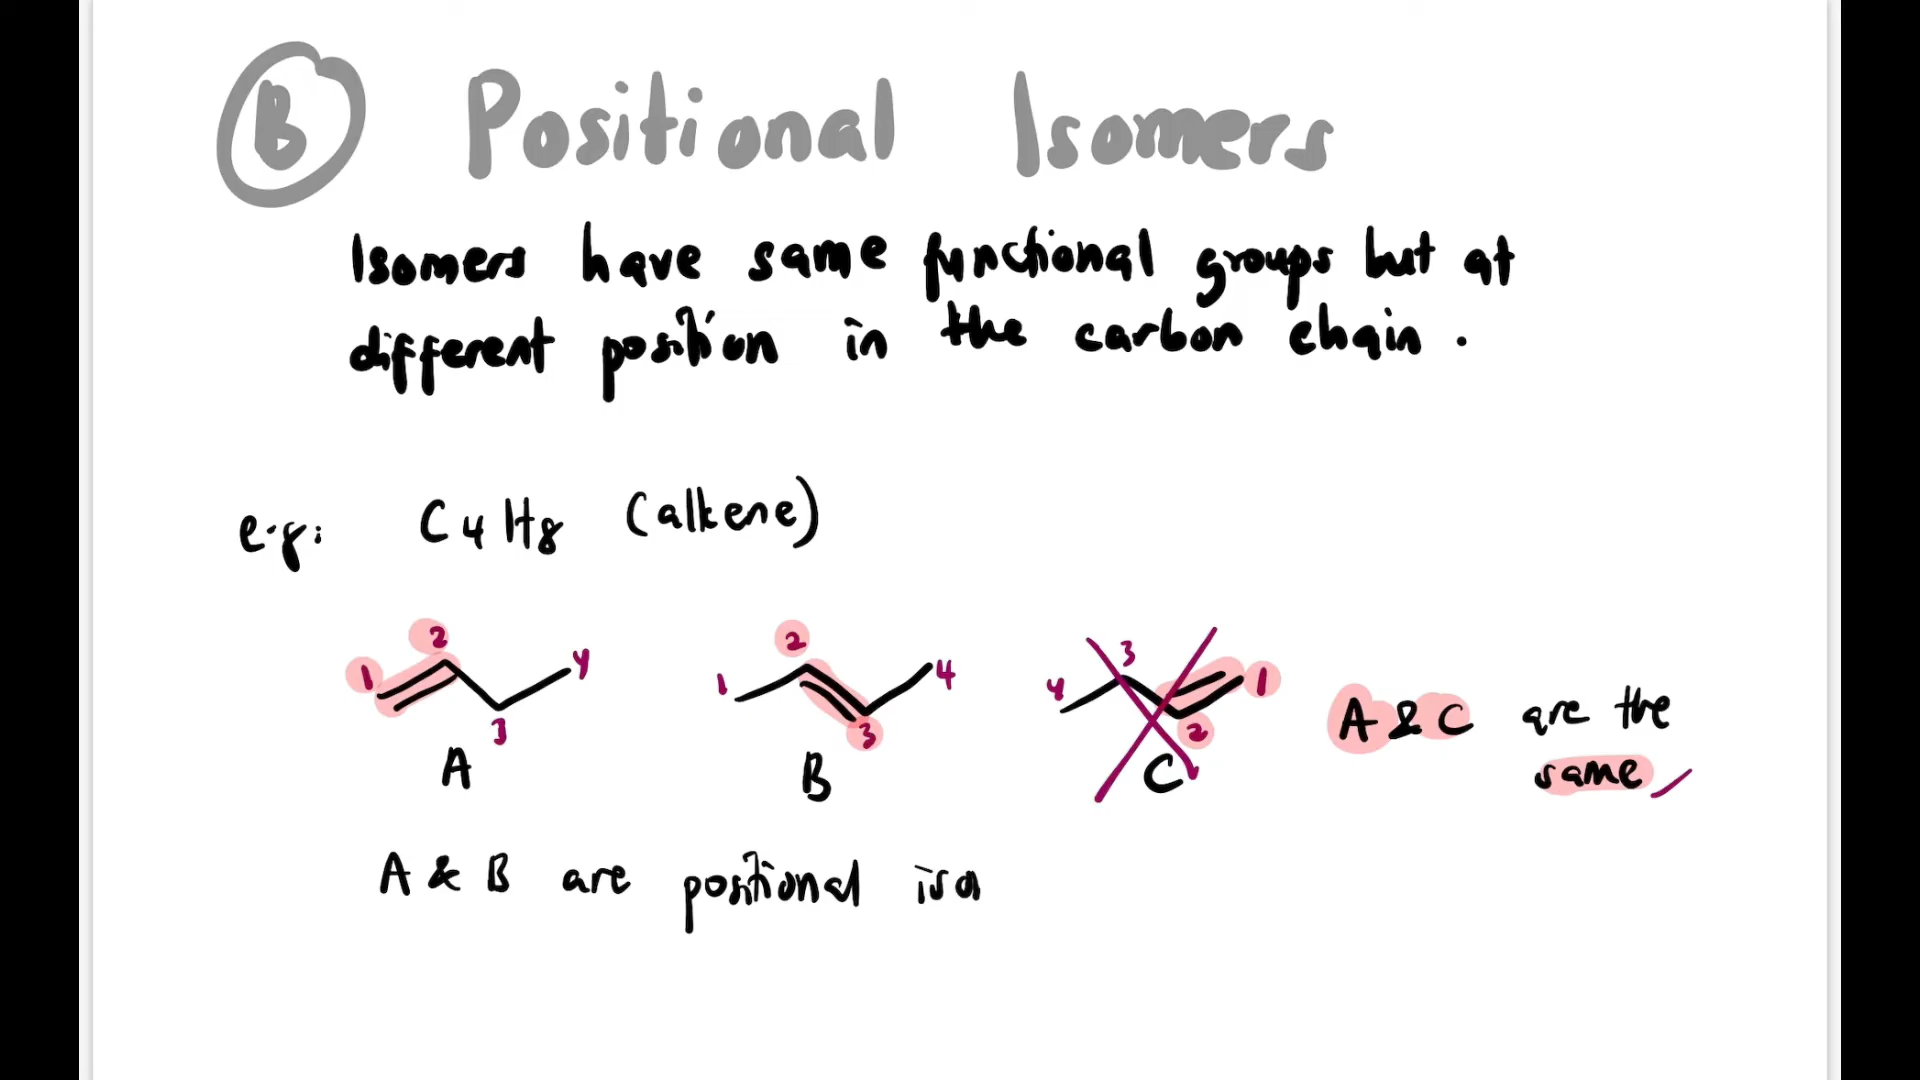 B Positional Isomers
Isomers have same functional groups but at
different position in the carbon chain.
e.g: C4H8 (alkene)
1 2 3 4
A
1 2 3 4
B
4 3 2 1
C
A & C are the
same
A & B are positional iso